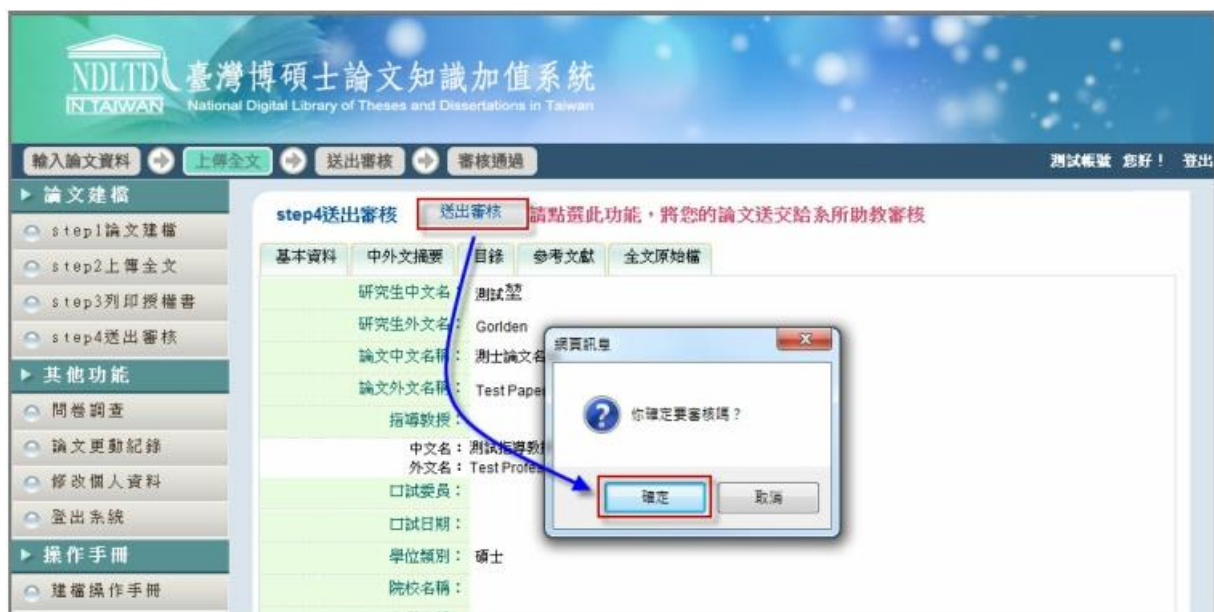 NDLTD 臺灣博碩士論文知識加值系統
IN TAIWAN National Digital Library of Theses and Dissertations in Taiwan
輸入論文資料 上傳全文 送出審核 審核通過 測試帳號 您好! 登出
論文建檔
step1論文建檔
step2上傳全文
step3列印授權書
step4送出審核
其他功能
問卷調查
論文更動紀錄
修改個人資料
登出系統
操作手冊
建檔操作手冊
step4送出審核 送出審核 請點選此功能,將您的論文送交給系所助教審核
基本資料 中外文摘要 目錄 參考文獻 全文原始檔
研究生中文名: 測試堃
研究生外文名: Gorlden
論文中文名稱: 測士論文名
論文外文名稱: Test Paper
指導教授:
中文名: 測試指導教授
外文名: Test Profes
口試委員:
口試日期:
學位類別: 碩士
院校名稱:
網頁訊息
你確定要審核嗎?
確定 取消